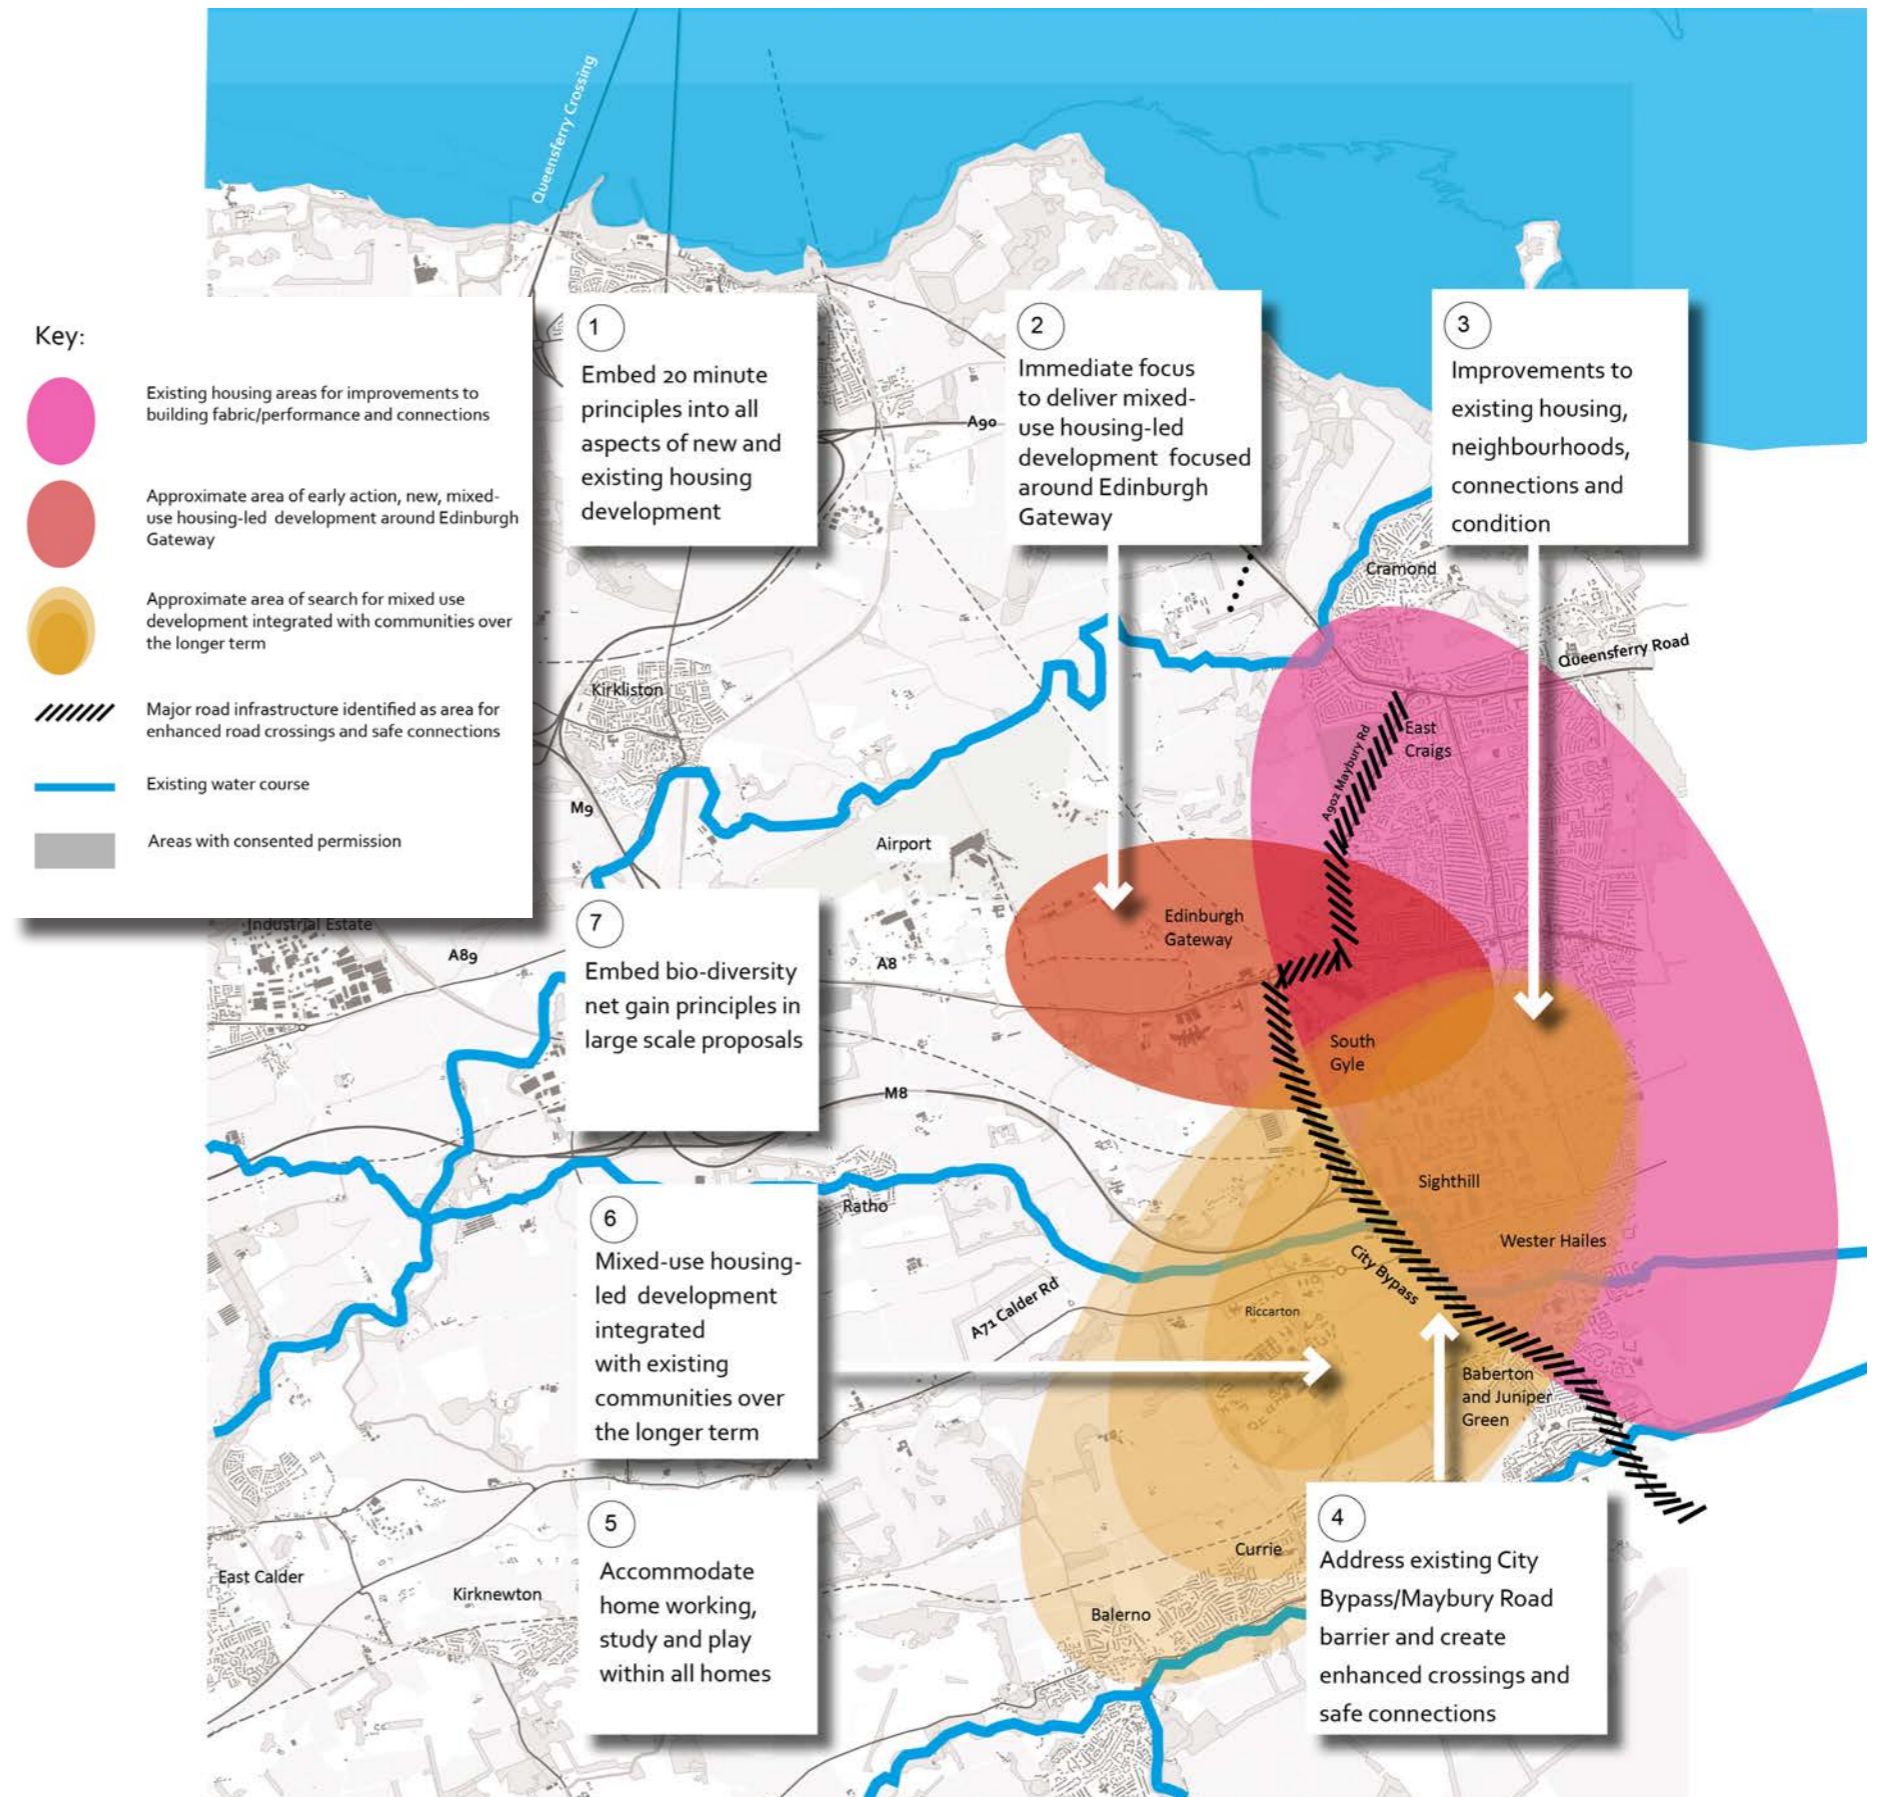 Queensferry Crossing
Key:
Existing housing areas for improvements to
building fabric/performance and connections
Approximate area of early action, new, mixed-
use housing-led development around Edinburgh
Gateway
Approximate area of search for mixed use
development integrated with communities over
the longer term
Major road infrastructure identified as area for
enhanced road crossings and safe connections
Existing water course
Areas with consented permission
1
Embed 20 minute
principles into all
aspects of new and
existing housing
development
2
Immediate focus
to deliver mixed-
use housing-led
development focused
around Edinburgh
Gateway
3
Improvements to
existing housing,
neighbourhoods,
connections and
condition
A90
Cramond
Queensferry Road
Kirkliston
East
Craigs
A902 Maybury Rd
M9
Airport
Edinburgh
Gateway
Industrial Estate
A89
A8
7
Embed bio-diversity
net gain principles in
large scale proposals
South
Gyle
M8
Sighthill
Ratho
Wester Hailes
City Bypass
A71 Calder Rd
Riccarton
6
Mixed-use housing-
led development
integrated
with existing
communities over
the longer term
Baberton
and Juniper
Green
5
Accommodate
home working,
study and play
within all homes
Currie
4
Address existing City
Bypass/Maybury Road
barrier and create
enhanced crossings and
safe connections
East Calder
Kirknewton
Balerno